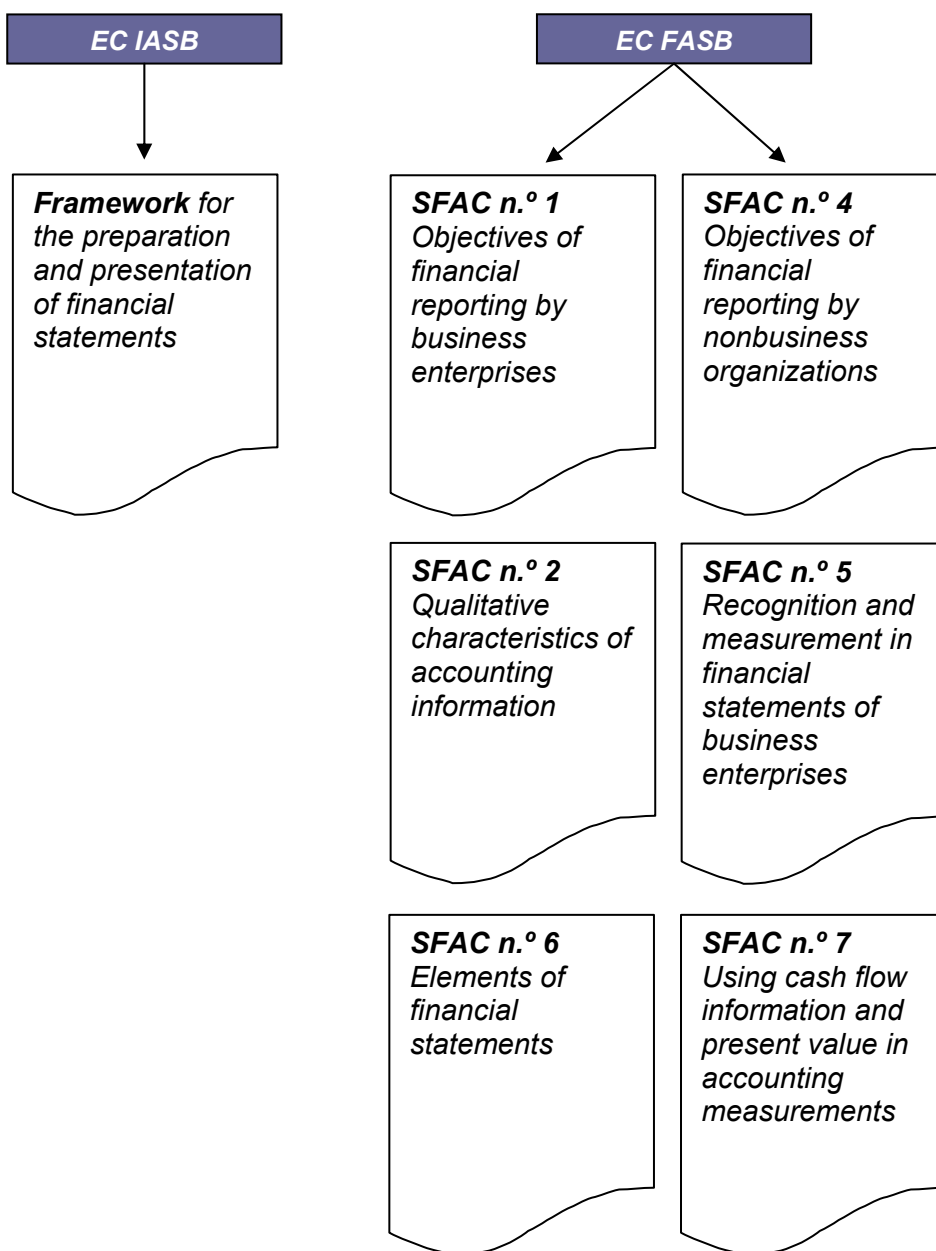 EC IASB
EC FASB
Framework for
the preparation
and presentation
of financial
statements
SFAC n.º 1
Objectives of
financial
reporting by
business
enterprises
SFAC n.º 4
Objectives of
financial
reporting by
nonbusiness
organizations
SFAC n.º 2
Qualitative
characteristics of
accounting
information
SFAC n.º 5
Recognition and
measurement in
financial
statements of
business
enterprises
SFAC n.º 6
Elements of
financial
statements
SFAC n.º 7
Using cash flow
information and
present value in
accounting
measurements